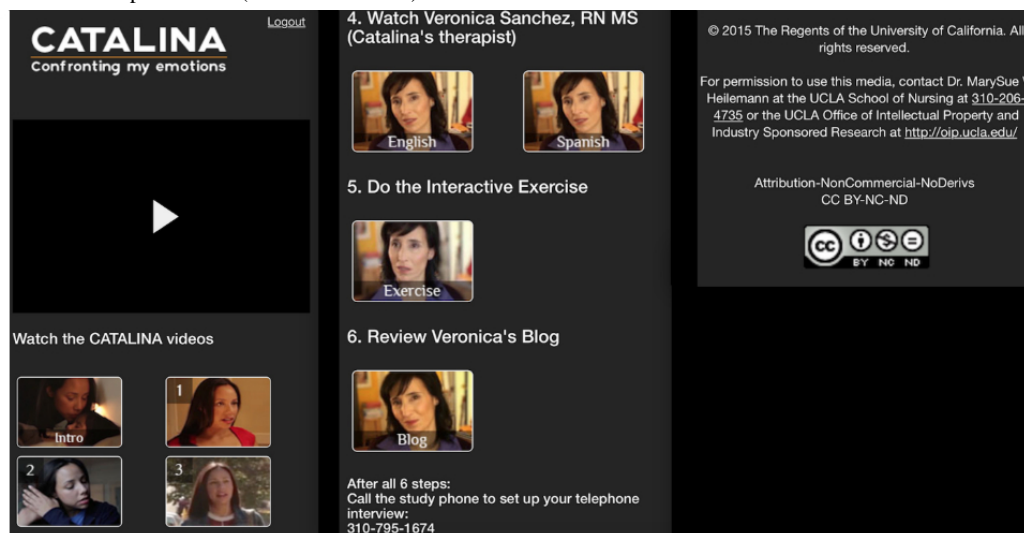 CATALINA
Confronting my emotions
Logout
Watch the CATALINA videos
Intro
1
2
3
4. Watch Veronica Sanchez, RN MS
(Catalina's therapist)
English
Spanish
5. Do the Interactive Exercise
Exercise
6. Review Veronica's Blog
Blog
After all 6 steps:
Call the study phone to set up your telephone
interview:
310-795-1674
© 2015 The Regents of the University of California. All
rights reserved.
For permission to use this media, contact Dr. MarySue
Heilemann at the UCLA School of Nursing at 310-206-
4735 or the UCLA Office of Intellectual Property and
Industry Sponsored Research at http://oip.ucla.edu/
Attribution-NonCommercial-NoDerivs
CC BY-NC-ND
cc
BY NC ND